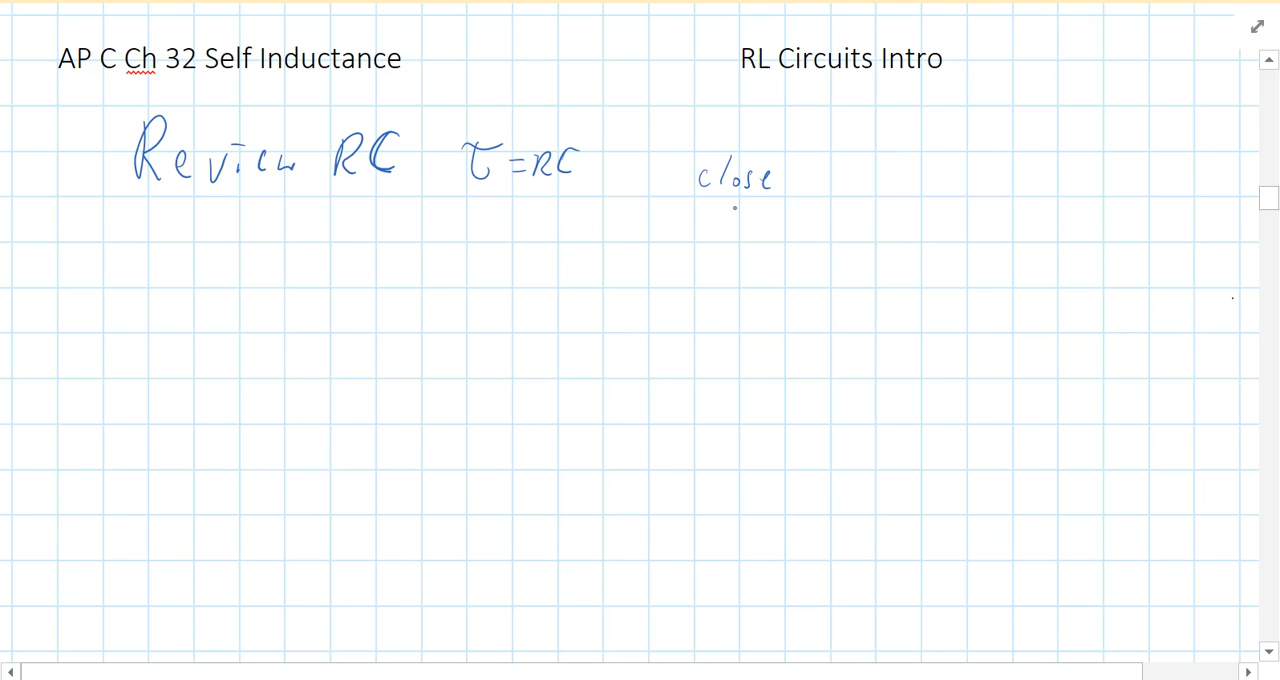 AP C Ch 32 Self Inductance
RL Circuits Intro
Review RC τ=RC
close